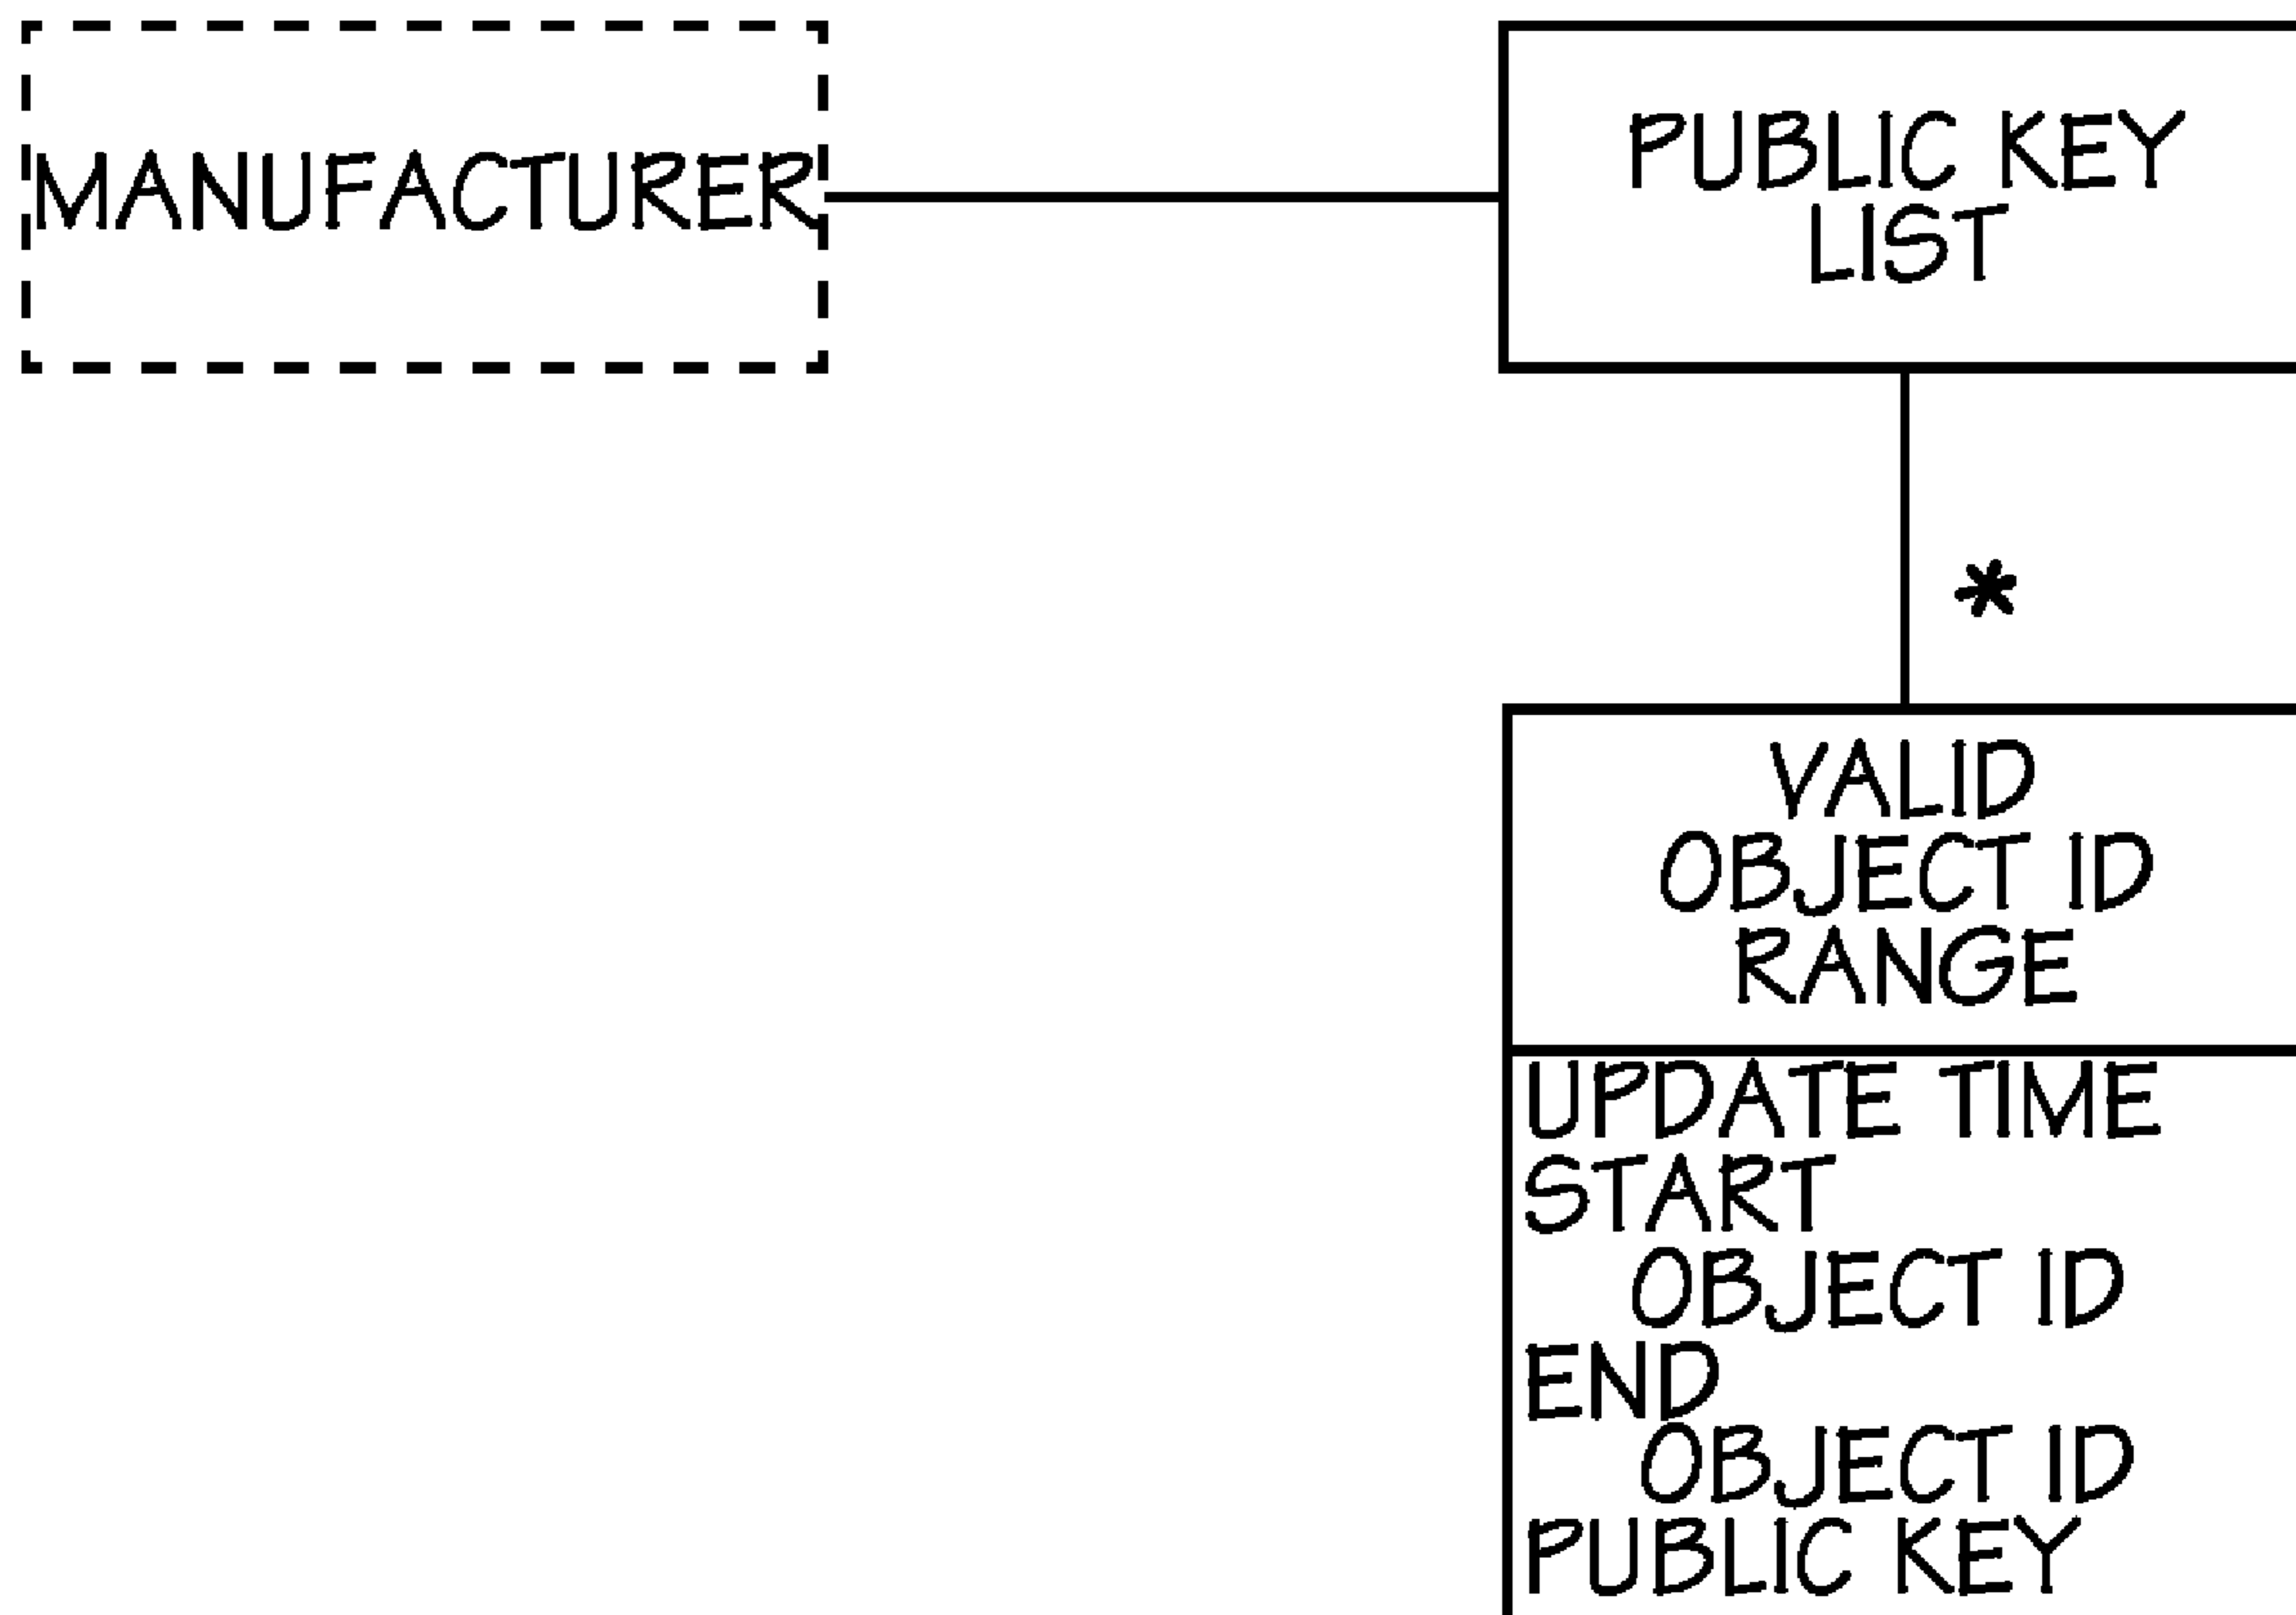 MANUFACTURER
PUBLIC KEY
LIST
*
VALID
OBJECT ID
RANGE
UPDATE TIME
START
OBJECT ID
END
OBJECT ID
PUBLIC KEY